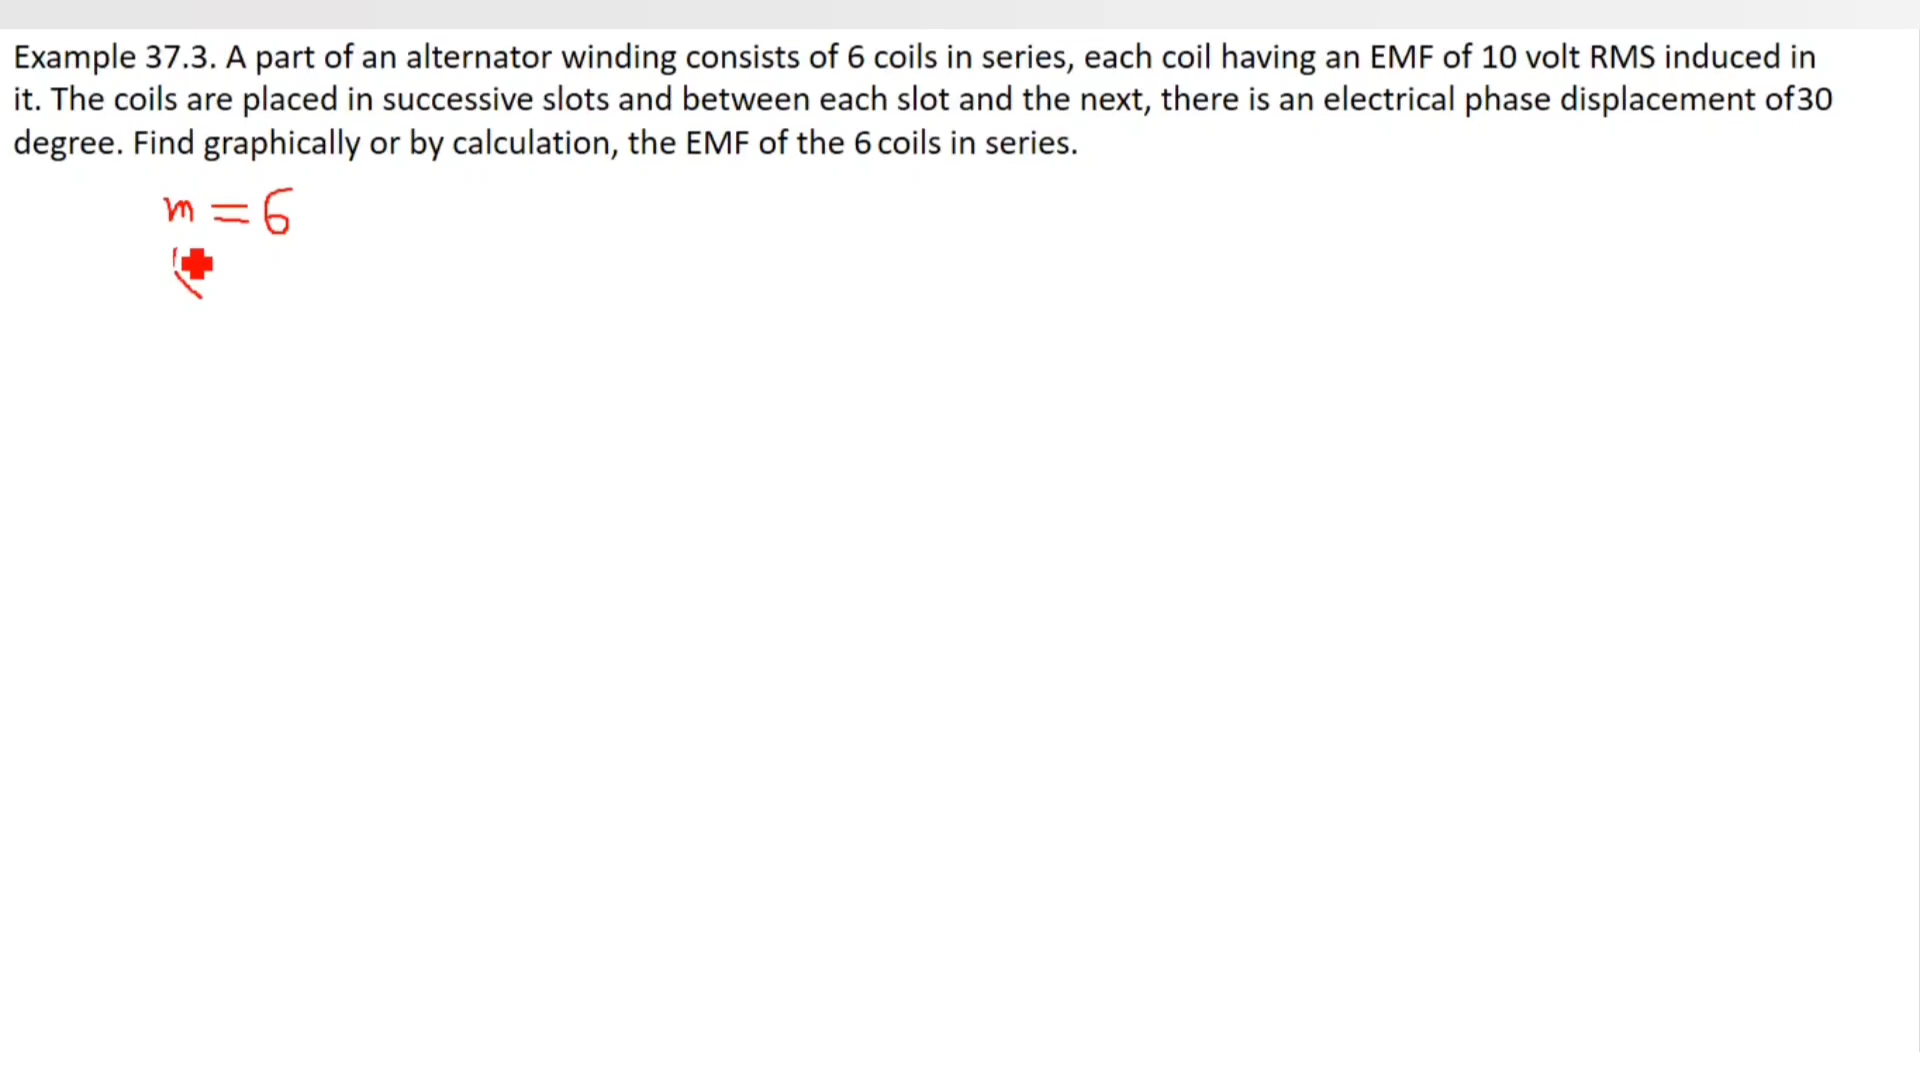 Example 37.3. A part of an alternator winding consists of 6 coils in series, each coil having an EMF of 10 volt RMS induced in
it. The coils are placed in successive slots and between each slot and the next, there is an electrical phase displacement of30
degree. Find graphically or by calculation, the EMF of the 6 coils in series.
m = 6